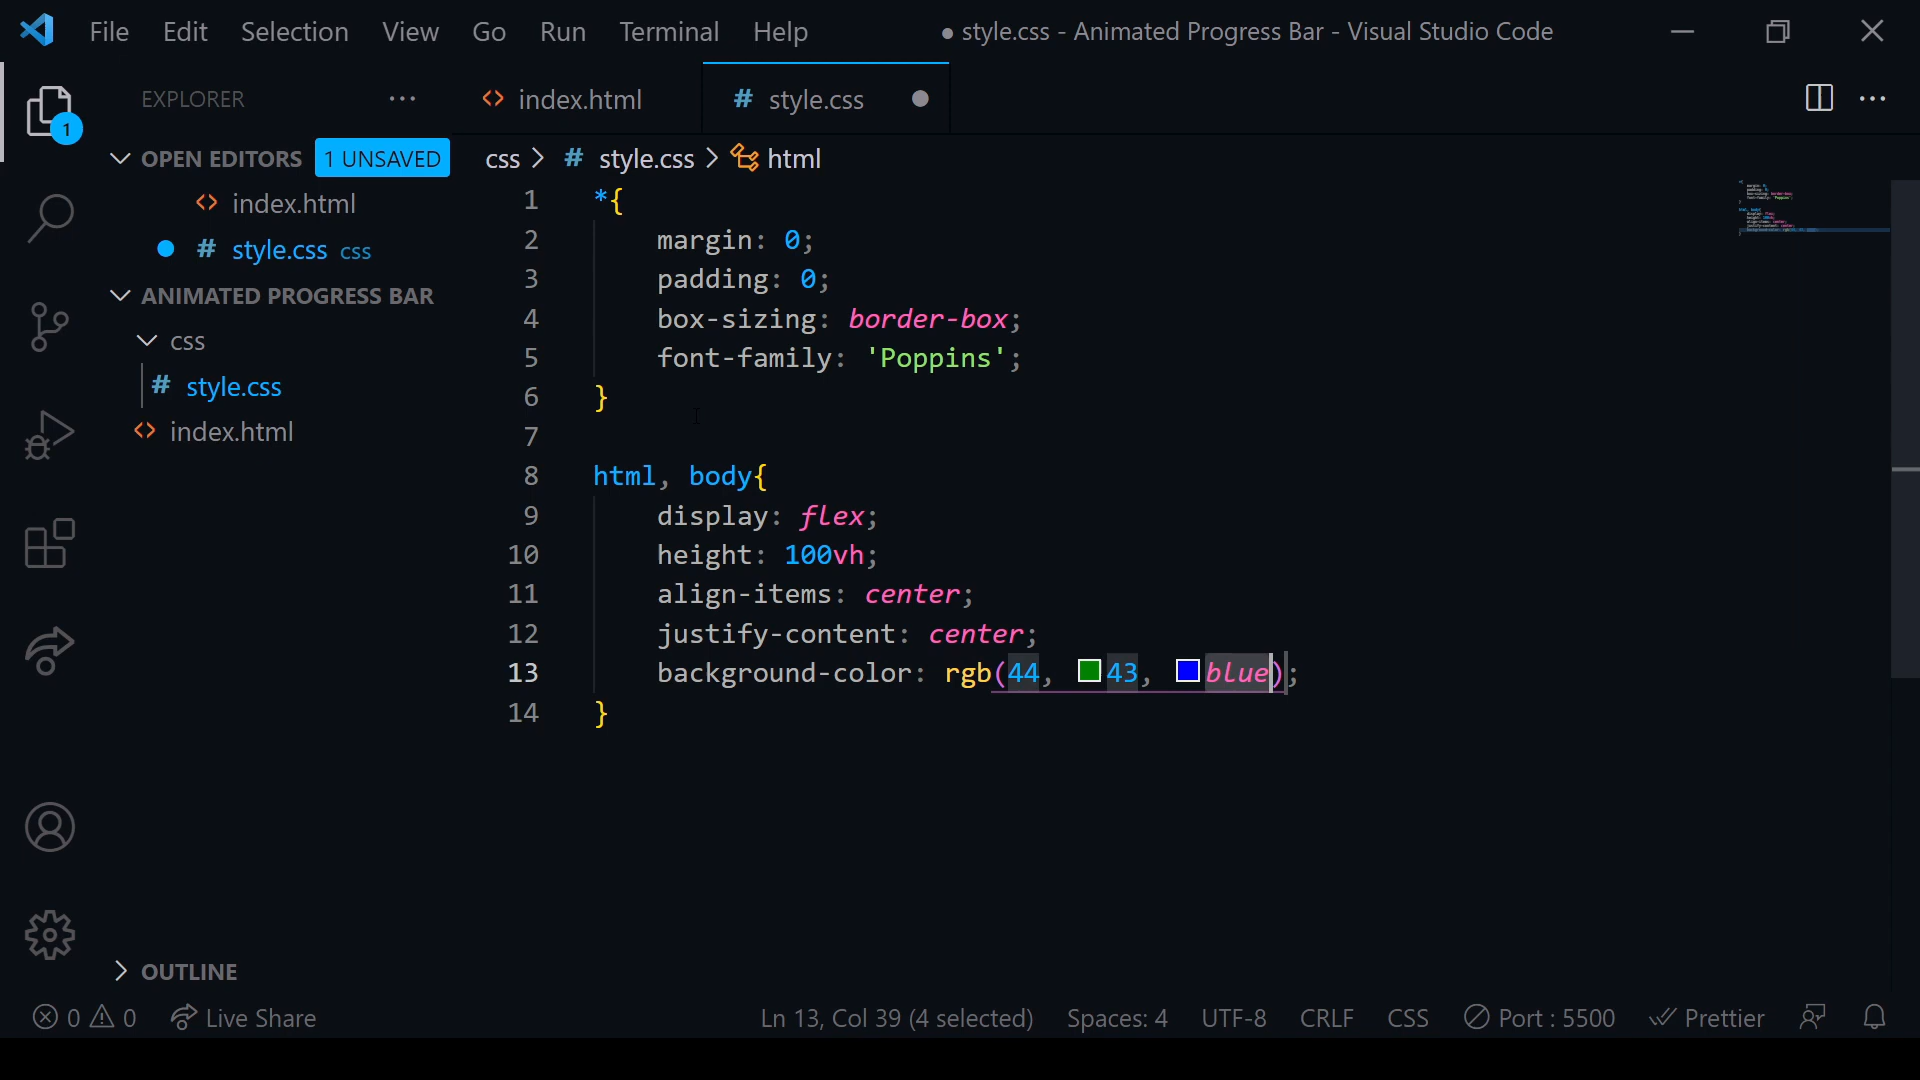 File Edit Selection View Go Run Terminal Help
● style.css - Animated Progress Bar - Visual Studio Code
EXPLORER ···
<> index.html
# style.css ●
1
OPEN EDITORS 1 UNSAVED
<> index.html
● # style.css css
ANIMATED PROGRESS BAR
css
# style.css
<> index.html
OUTLINE
css > # style.css > html
1 *{
2     margin: 0;
3     padding: 0;
4     box-sizing: border-box;
5     font-family: 'Poppins';
6 }
7
8 html, body{
9     display: flex;
10     height: 100vh;
11     align-items: center;
12     justify-content: center;
13     background-color: rgb(44, 43, blue);
14 }
0 0 Live Share Ln 13, Col 39 (4 selected) Spaces: 4 UTF-8 CRLF CSS Port : 5500 Prettier